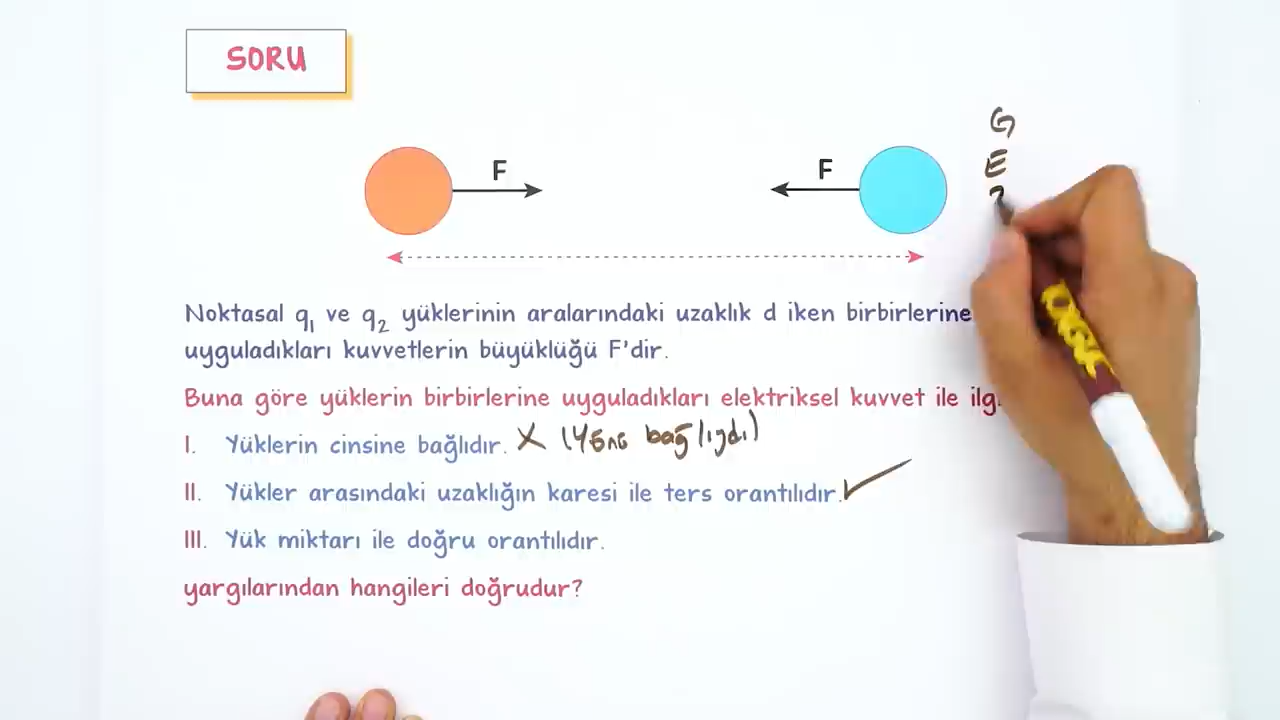 SORU
F
F
G
E
Noktasal q₁ ve q₂ yüklerinin aralarındaki uzaklık d iken birbirlerine
uyguladıkları kuvvetlerin büyüklüğü F'dir.
Buna göre yüklerin birbirlerine uyguladıkları elektriksel kuvvet ile ilg
I. Yüklerin cinsine bağlıdır. X (Yöne bağlıydı)
II. Yükler arasındaki uzaklığın karesi ile ters orantılıdır. ✓
III. Yük miktarı ile doğru orantılıdır.
yargılarından hangileri doğrudur?